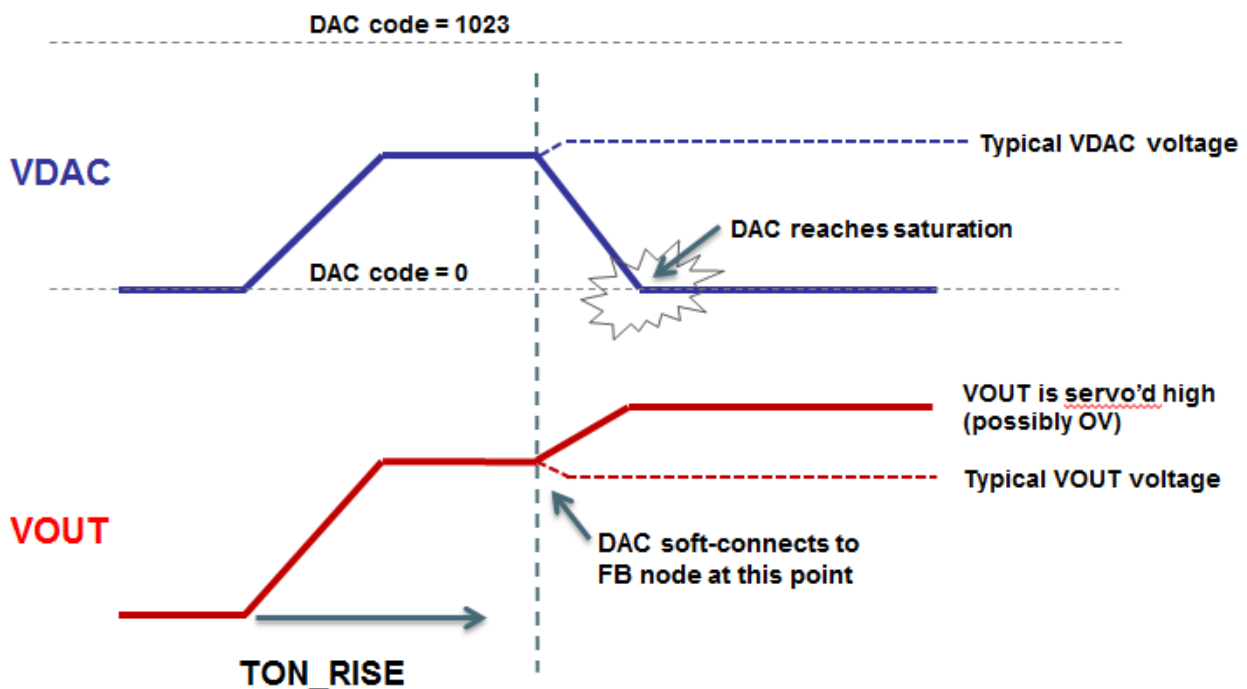 DAC code = 1023
VDAC
Typical VDAC voltage
DAC reaches saturation
DAC code = 0
VOUT is servo'd high
(possibly OV)
Typical VOUT voltage
VOUT
DAC soft-connects to
FB node at this point
TON_RISE